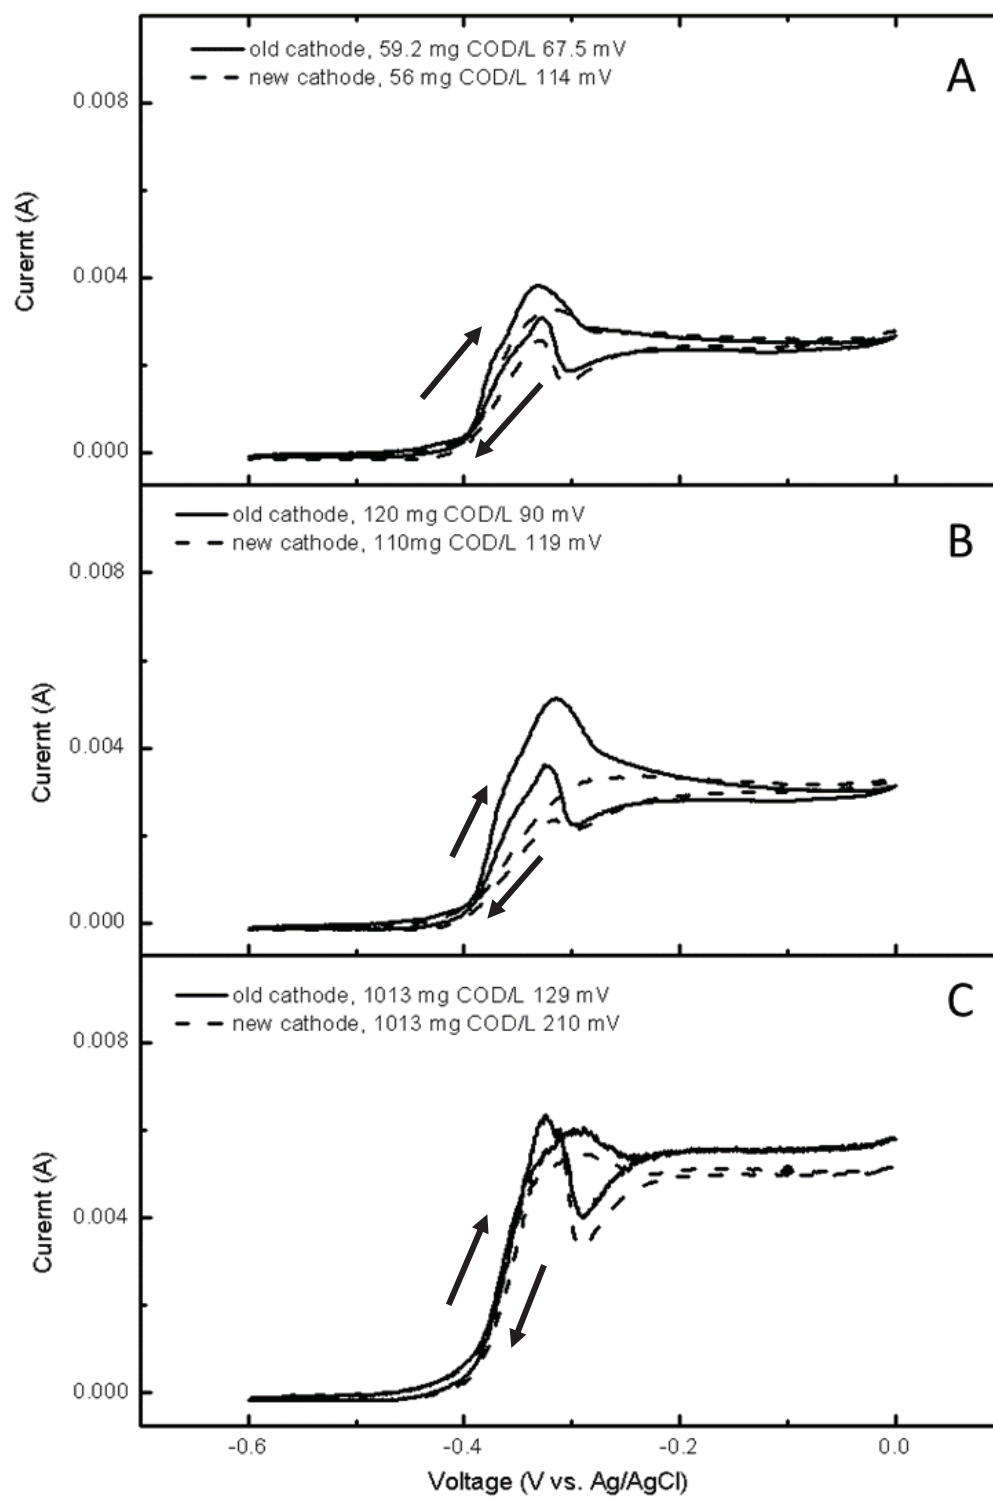 old cathode, 59.2 mg COD/L 67.5 mV
new cathode, 56 mg COD/L 114 mV
A
0.008
0.004
0.000
Curernt (A)
old cathode, 120 mg COD/L 90 mV
new cathode, 110mg COD/L 119 mV
B
0.008
0.004
0.000
Curernt (A)
old cathode, 1013 mg COD/L 129 mV
new cathode, 1013 mg COD/L 210 mV
C
0.008
0.004
0.000
Curernt (A)
-0.6 -0.4 -0.2 0.0
Voltage (V vs. Ag/AgCl)